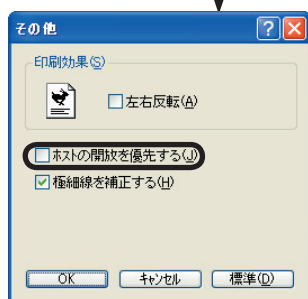 その他
印刷効果(S)
左右反転(A)
ホストの開放を優先する(J)
極細線を補正する(H)
OK キャンセル 標準(D)